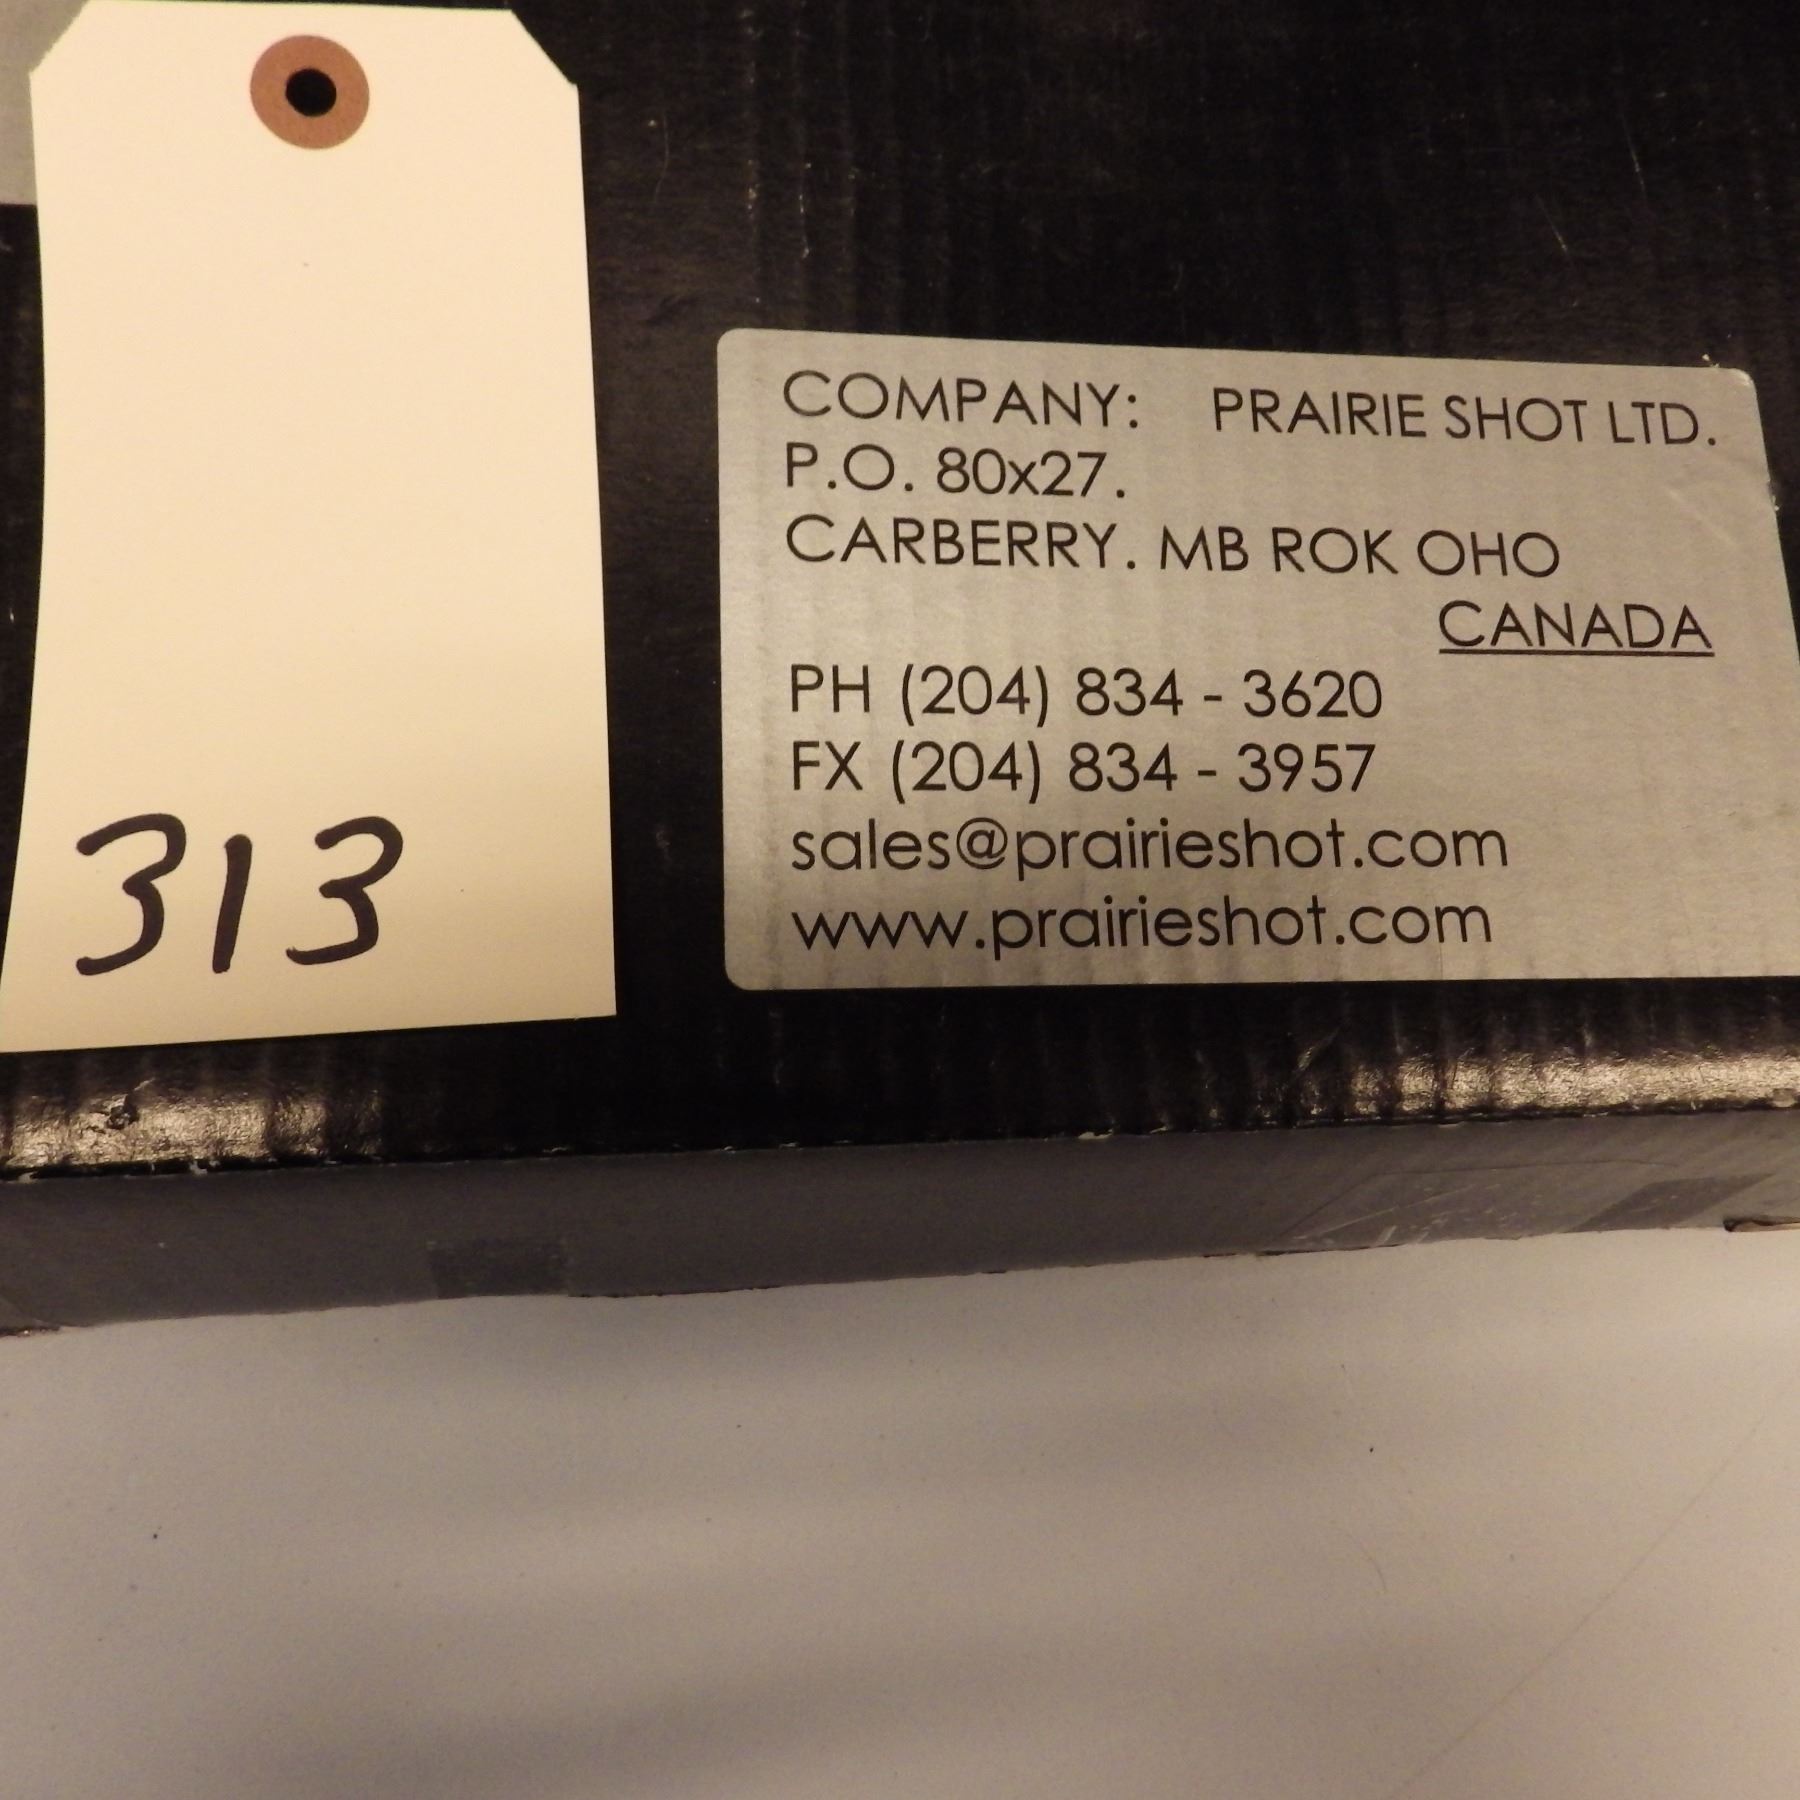 313
COMPANY: PRAIRIE SHOT LTD.
P.O. 80x27.
CARBERRY. MB ROK OHO
CANADA
PH (204) 834 - 3620
FX (204) 834 - 3957
sales@prairieshot.com
www.prairieshot.com